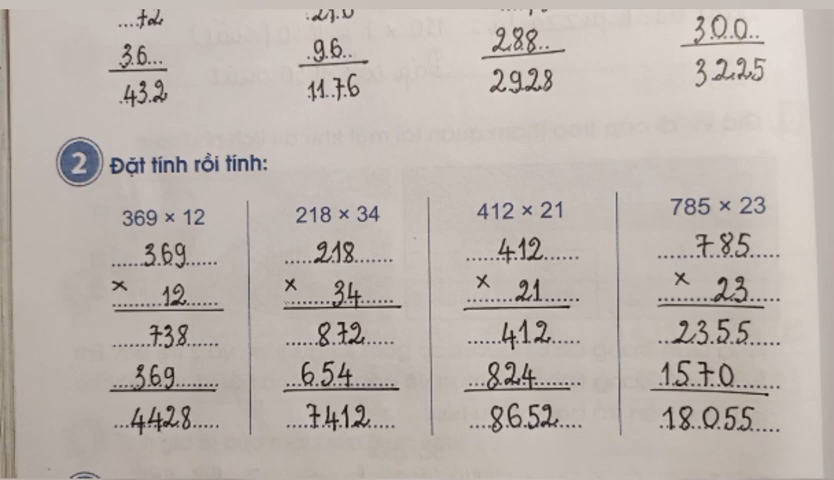 72 96 288 300
36 1176 2928 3225
432
2 Đặt tính rồi tính:
369 × 12 218 × 34 412 × 21 785 × 23
369 218 412 785
× 12 × 34 × 21 × 23
738 872 412 2355
369 654 824 1570
4428 7412 8652 18055